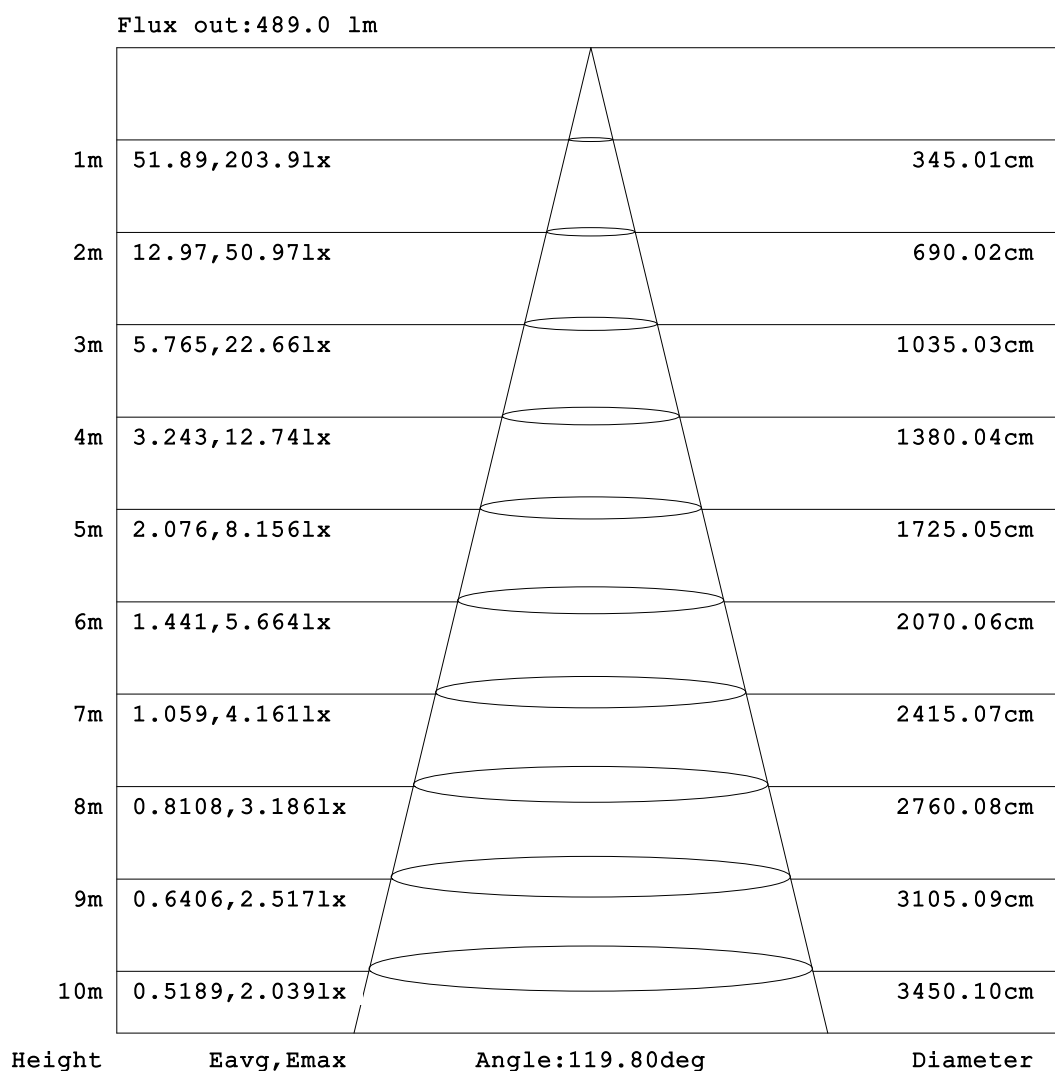 Flux out:489.0 lm
1m 51.89,203.9lx 345.01cm
2m 12.97,50.97lx 690.02cm
3m 5.765,22.66lx 1035.03cm
4m 3.243,12.74lx 1380.04cm
5m 2.076,8.156lx 1725.05cm
6m 1.441,5.664lx 2070.06cm
7m 1.059,4.161lx 2415.07cm
8m 0.8108,3.186lx 2760.08cm
9m 0.6406,2.517lx 3105.09cm
10m 0.5189,2.039lx 3450.10cm
Height Eavg,Emax Angle:119.80deg Diameter